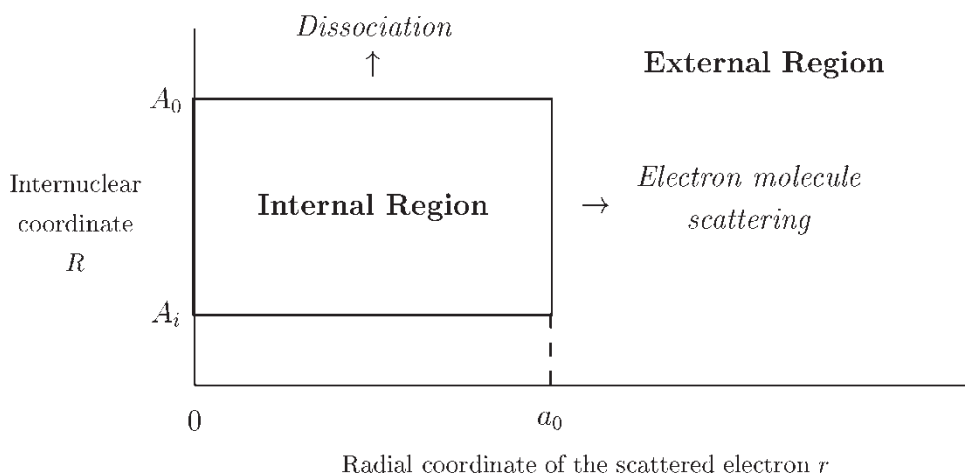 Dissociation
↑
External Region
A₀
Internuclear
coordinate
R
Internal Region
→
Electron molecule
scattering
Aᵢ
0
a₀
Radial coordinate of the scattered electron r